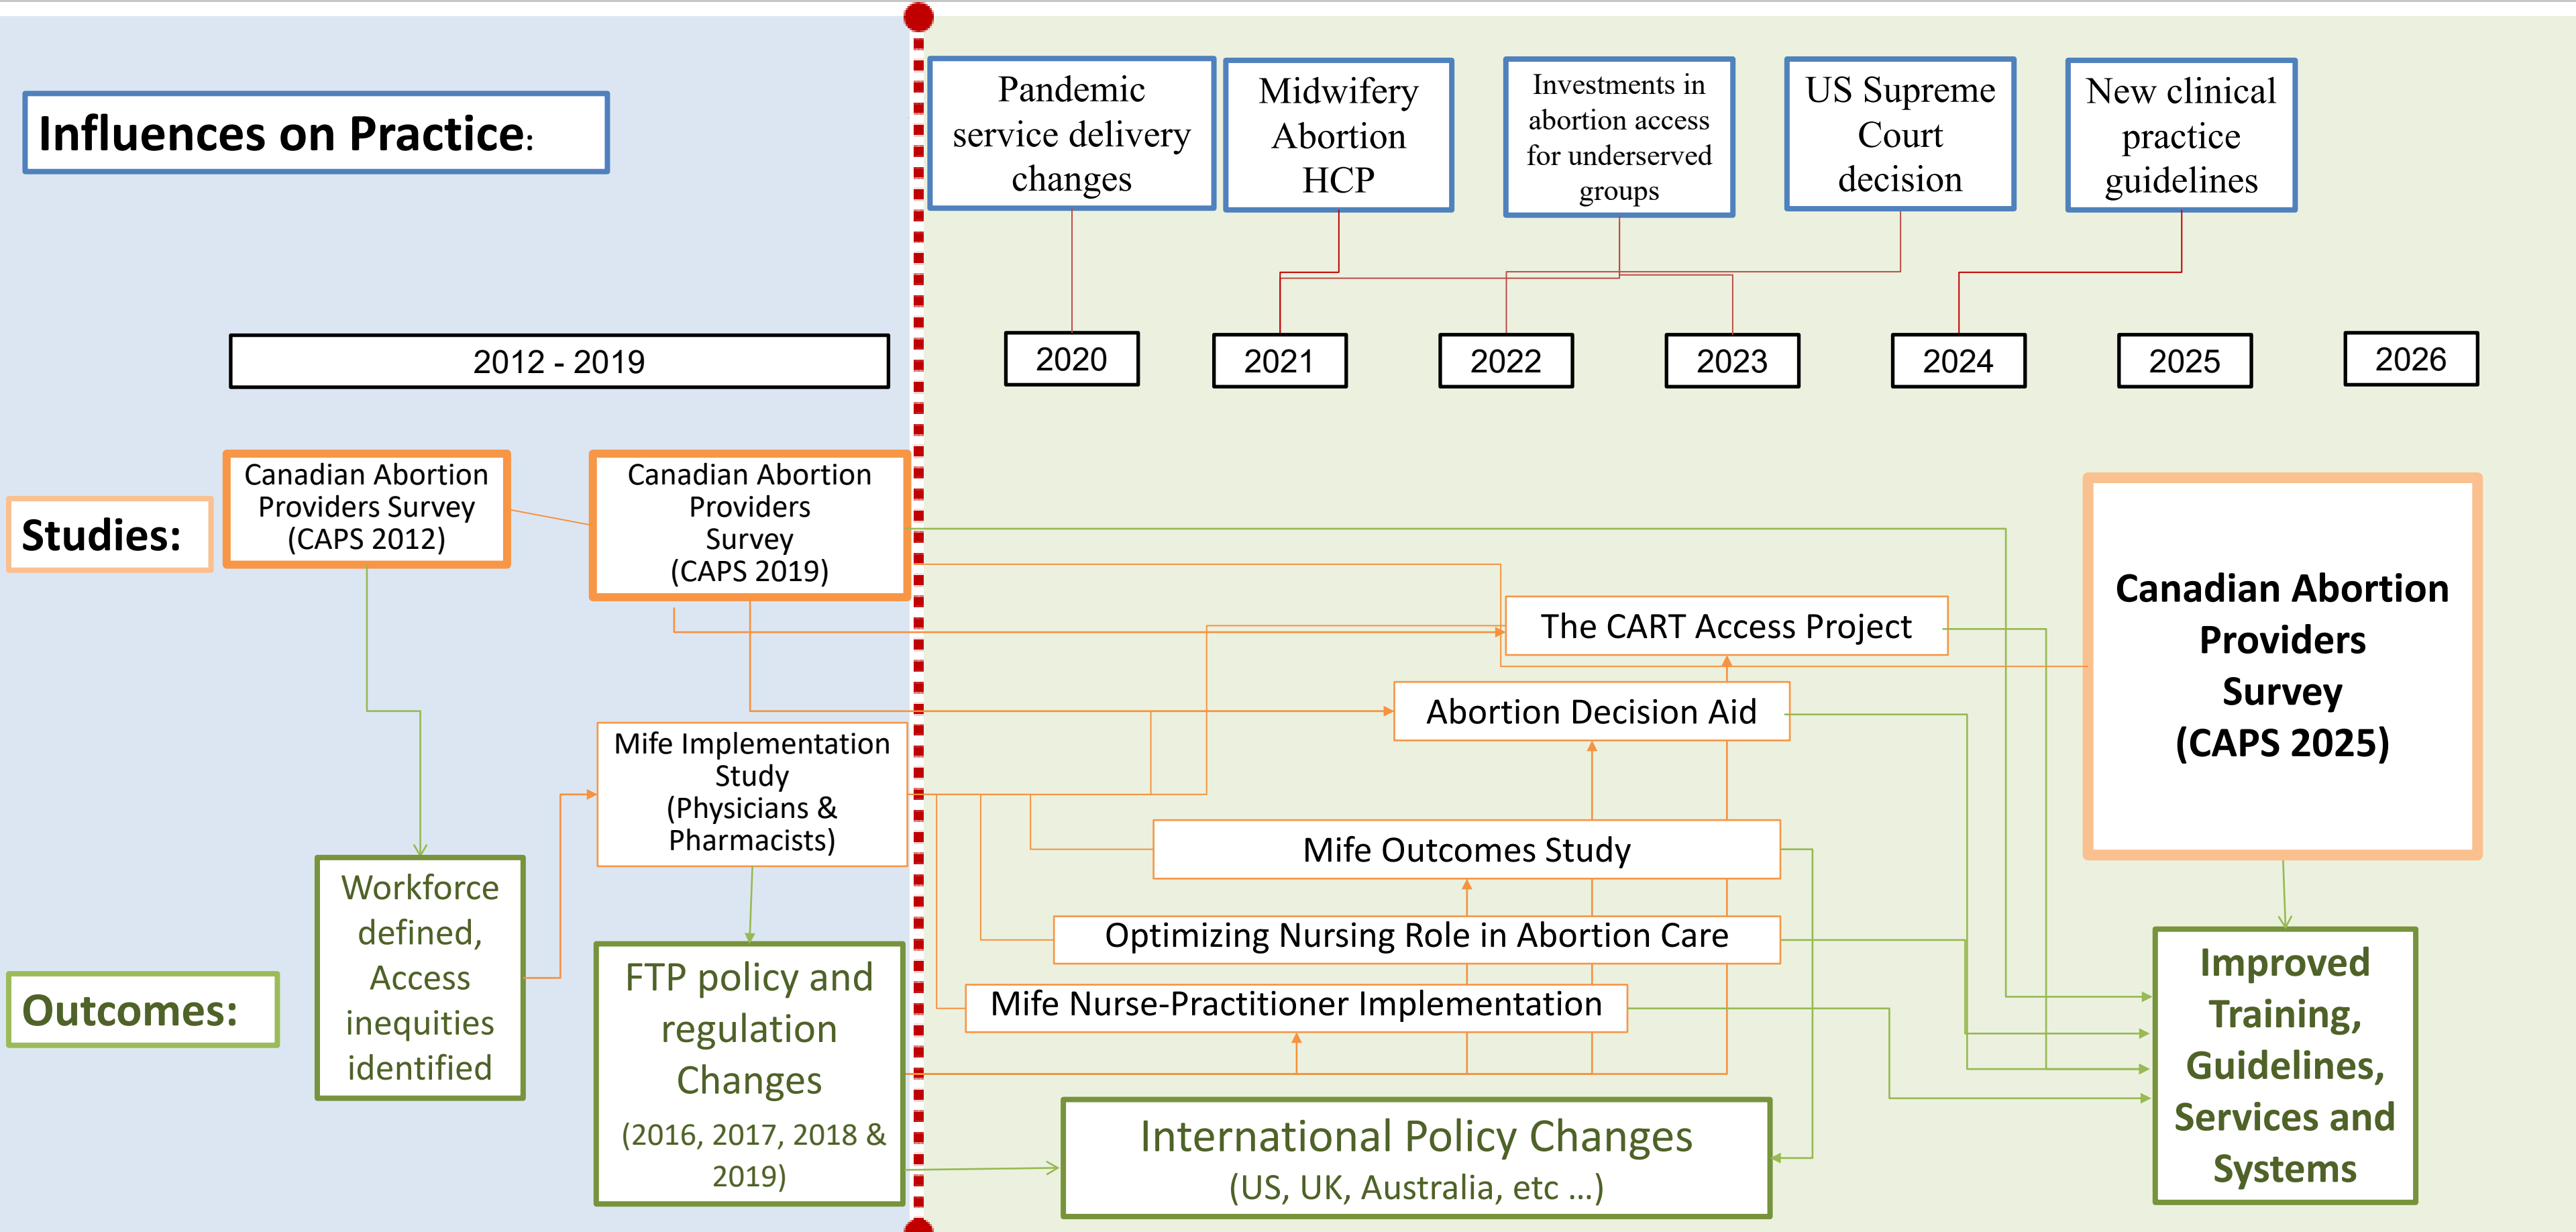 Influences on Practice:
Pandemic
service delivery
changes
Midwifery
Abortion
HCP
Investments in
abortion access
for underserved
groups
US Supreme
Court
decision
New clinical
practice
guidelines
2012 - 2019
2020
2021
2022
2023
2024
2025
2026
Studies:
Canadian Abortion
Providers Survey
(CAPS 2012)
Canadian Abortion
Providers
Survey
(CAPS 2019)
The CART Access Project
Abortion Decision Aid
Canadian Abortion
Providers
Survey
(CAPS 2025)
Mife Implementation
Study
(Physicians &
Pharmacists)
Mife Outcomes Study
Optimizing Nursing Role in Abortion Care
Mife Nurse-Practitioner Implementation
Outcomes:
Workforce
defined,
Access
inequities
identified
FTP policy and
regulation
Changes
(2016, 2017, 2018 &
2019)
International Policy Changes
(US, UK, Australia, etc ...)
Improved
Training,
Guidelines,
Services and
Systems